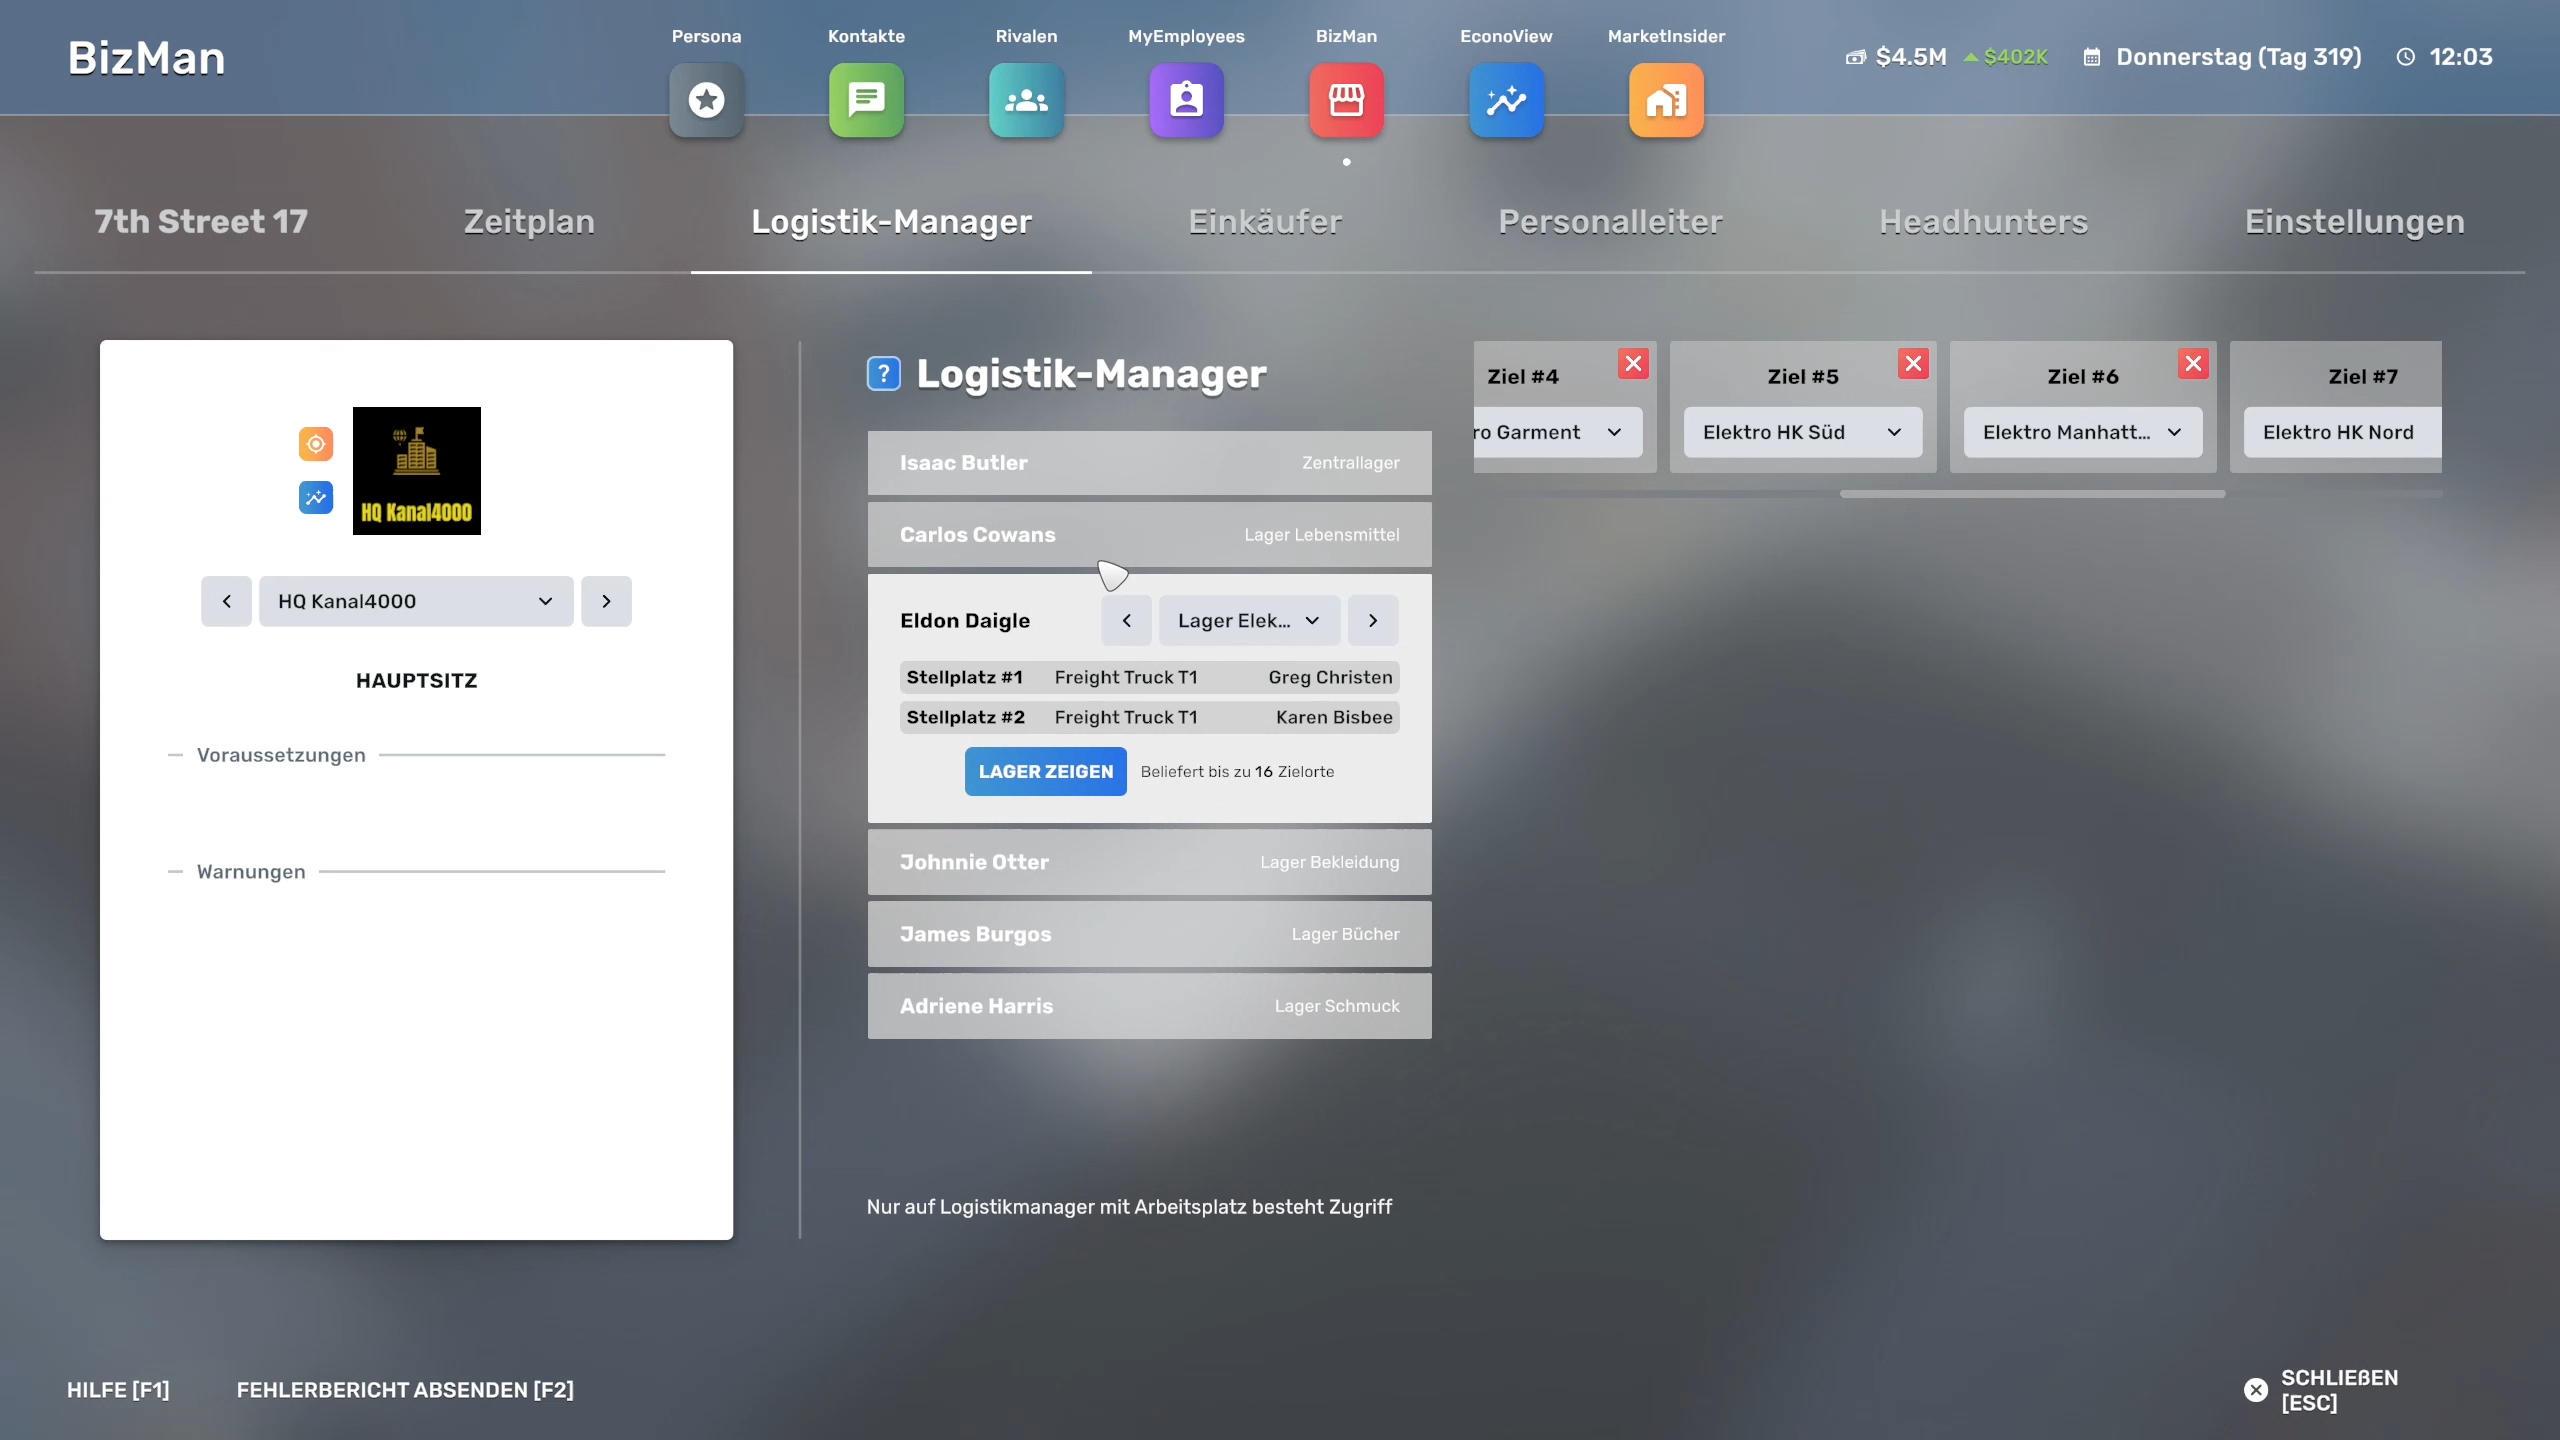 BizMan
Persona
Kontakte
Rivalen
MyEmployees
BizMan
EconoView
MarketInsider
$4.5M
$402K
Donnerstag (Tag 319)
12:03
7th Street 17
Zeitplan
Logistik-Manager
Einkäufer
Personalleiter
Headhunters
Einstellungen
HQ Kanal4000
HQ Kanal4000
HAUPTSITZ
Voraussetzungen
Warnungen
? Logistik-Manager
Isaac Butler Zentrallager
Carlos Cowans Lager Lebensmittel
Eldon Daigle Lager Elek...
Stellplatz #1 Freight Truck T1 Greg Christen
Stellplatz #2 Freight Truck T1 Karen Bisbee
LAGER ZEIGEN Beliefert bis zu 16 Zielorte
Johnnie Otter Lager Bekleidung
James Burgos Lager Bücher
Adriene Harris Lager Schmuck
Nur auf Logistikmanager mit Arbeitsplatz besteht Zugriff
Ziel #4
ro Garment
Ziel #5
Elektro HK Süd
Ziel #6
Elektro Manhatt...
Ziel #7
Elektro HK Nord
HILFE [F1]
FEHLERBERICHT ABSENDEN [F2]
SCHLIEßEN
[ESC]